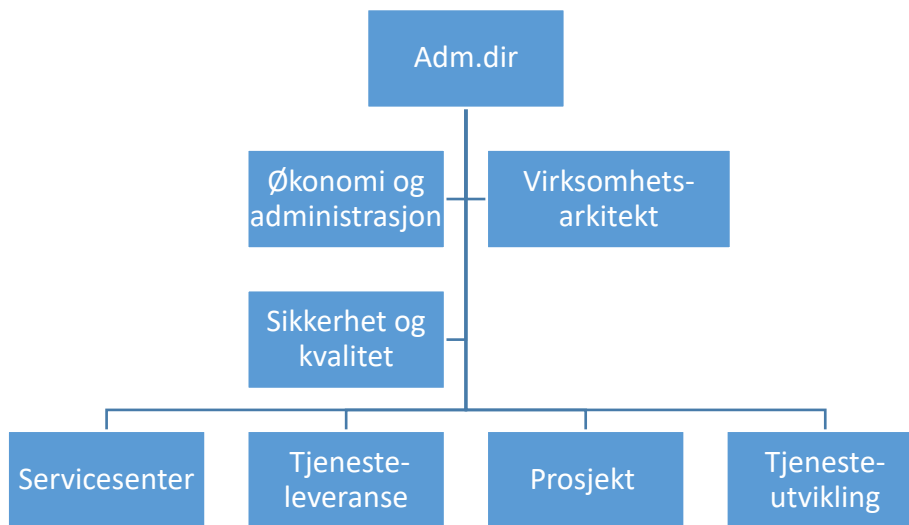 Adm.dir
Økonomi og
administrasjon
Virksomhets-
arkitekt
Sikkerhet og
kvalitet
Servicesenter
Tjeneste-
leveranse
Prosjekt
Tjeneste-
utvikling